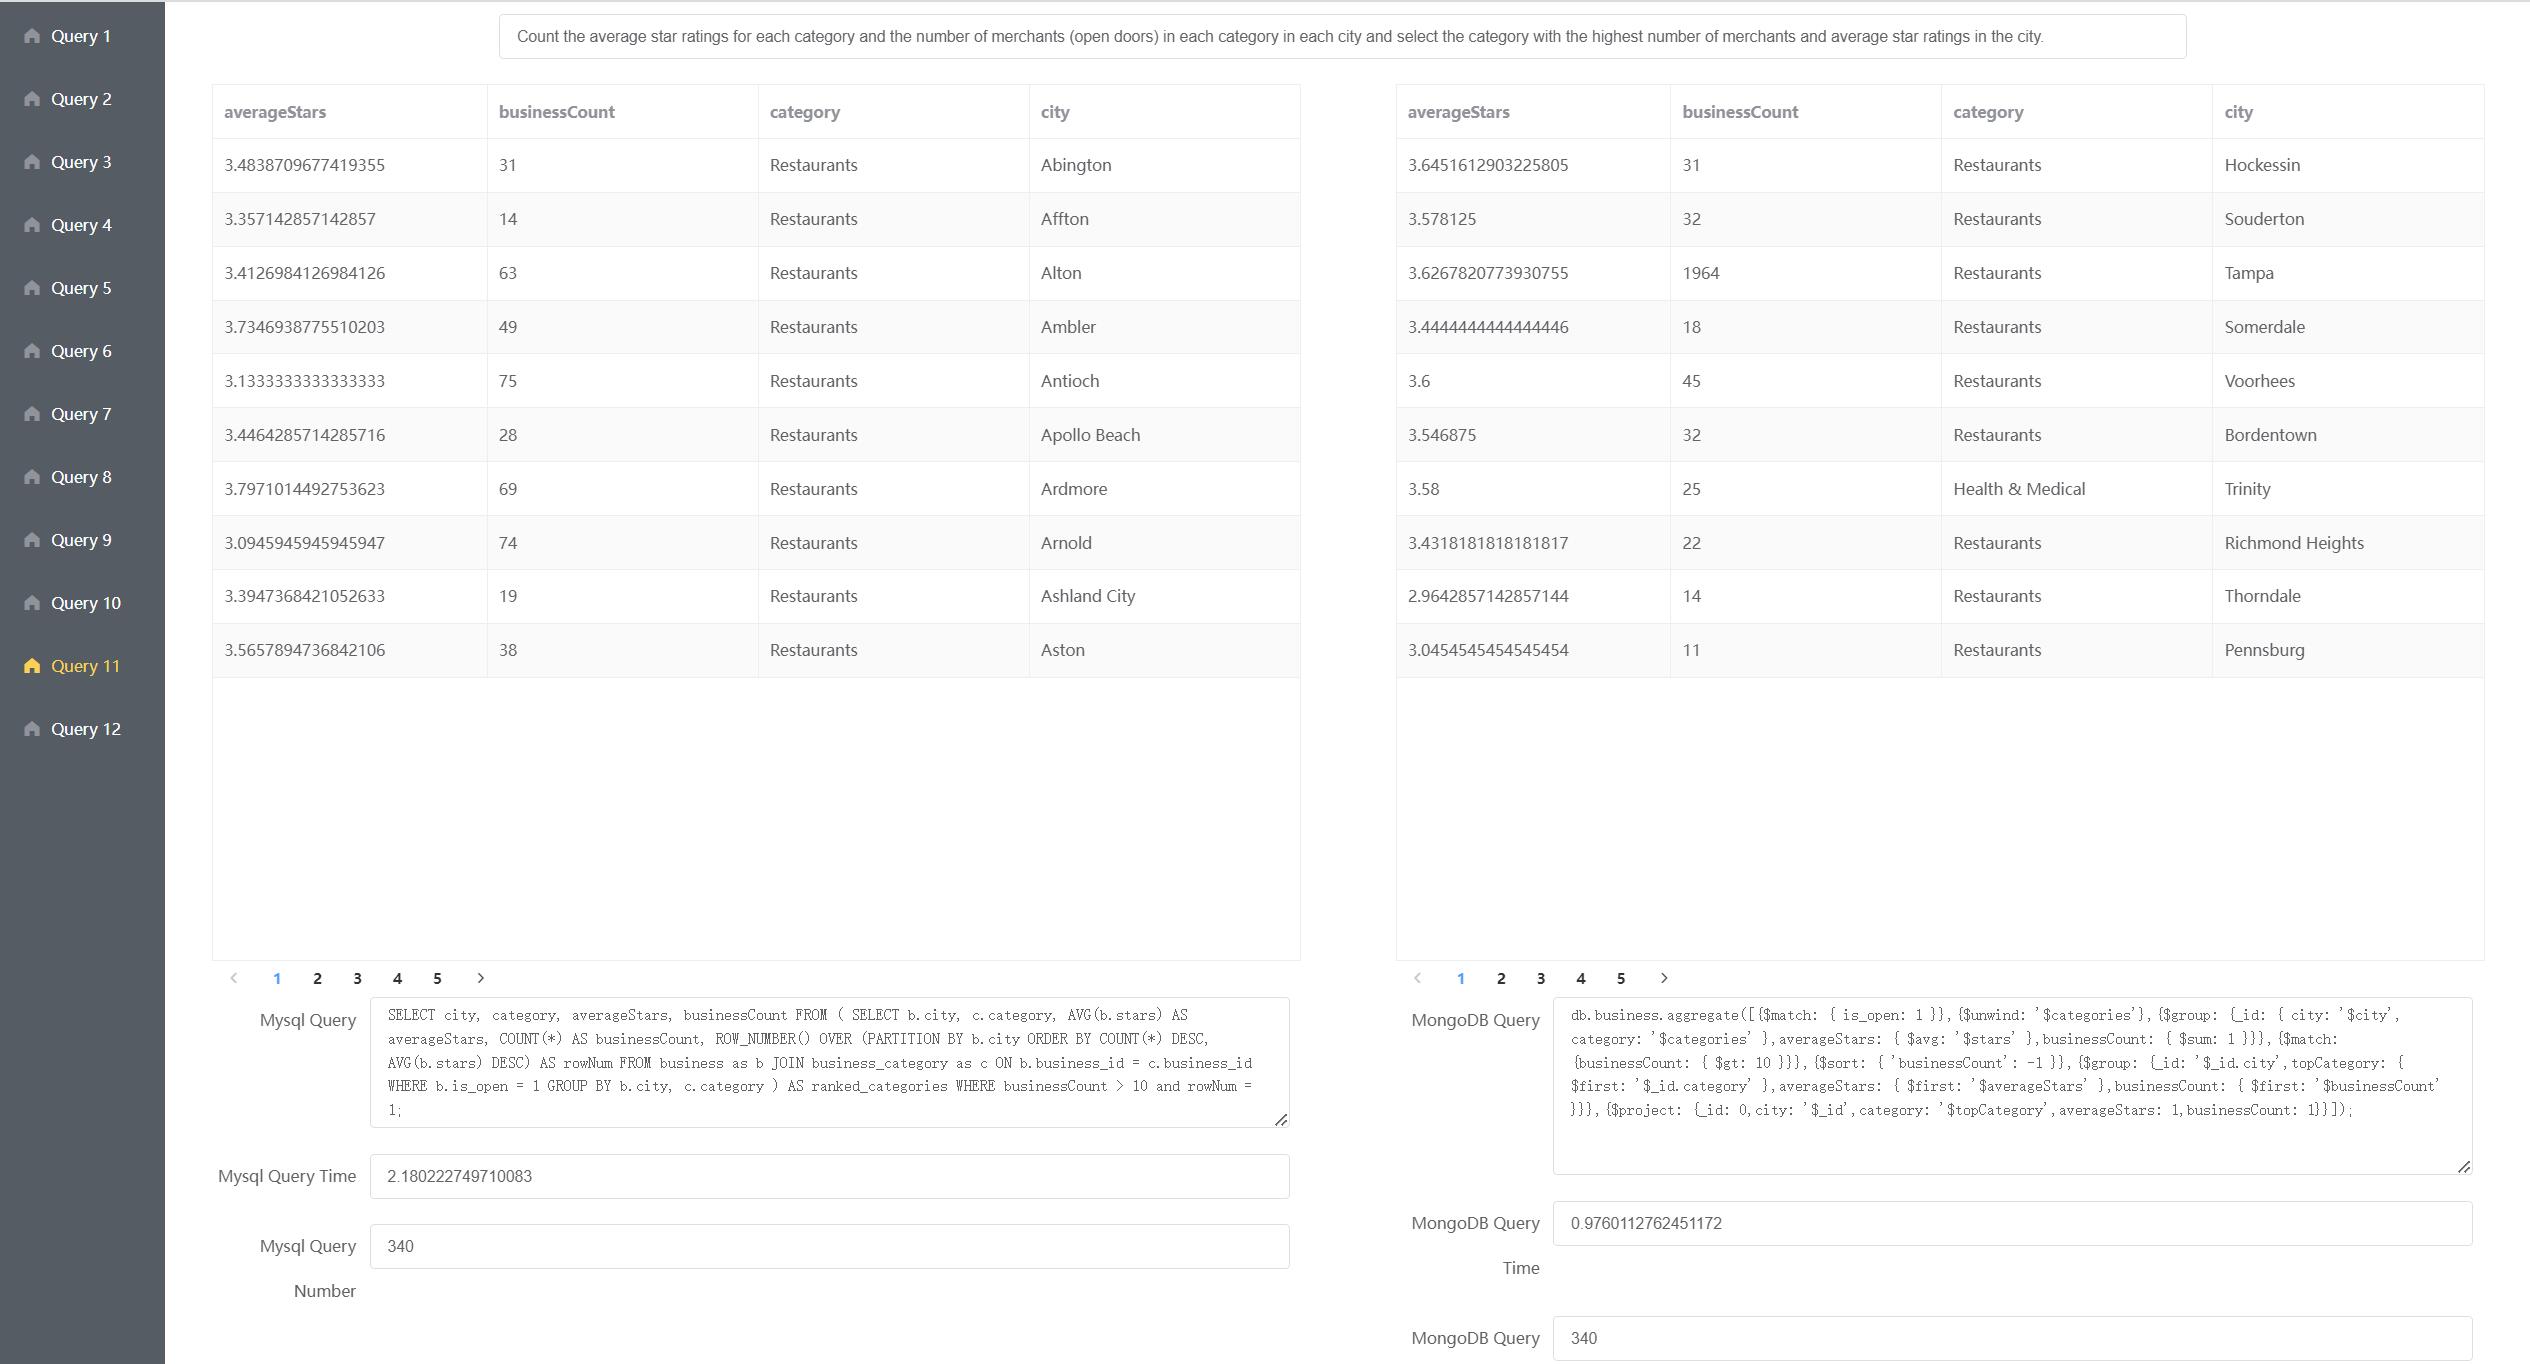 Query 1
Query 2
Query 3
Query 4
Query 5
Query 6
Query 7
Query 8
Query 9
Query 10
Query 11
Query 12
Count the average star ratings for each category and the number of merchants (open doors) in each category in each city and select the category with the highest number of merchants and average star ratings in the city.
averageStars businessCount category city
3.4838709677419355 31 Restaurants Abington
3.357142857142857 14 Restaurants Affton
3.4126984126984126 63 Restaurants Alton
3.7346938775510203 49 Restaurants Ambler
3.1333333333333333 75 Restaurants Antioch
3.4464285714285716 28 Restaurants Apollo Beach
3.7971014492753623 69 Restaurants Ardmore
3.0945945945945947 74 Restaurants Arnold
3.3947368421052633 19 Restaurants Ashland City
3.5657894736842106 38 Restaurants Aston
1 2 3 4 5
Mysql Query
SELECT city, category, averageStars, businessCount FROM ( SELECT b.city, c.category, AVG(b.stars) AS
averageStars, COUNT(*) AS businessCount, ROW_NUMBER() OVER (PARTITION BY b.city ORDER BY COUNT(*) DESC,
AVG(b.stars) DESC) AS rowNum FROM business as b JOIN business_category as c ON b.business_id = c.business_id
WHERE b.is_open = 1 GROUP BY b.city, c.category ) AS ranked_categories WHERE businessCount > 10 and rowNum =
1;
Mysql Query Time
2.180222749710083
Mysql Query
Number
340
averageStars businessCount category city
3.6451612903225805 31 Restaurants Hockessin
3.578125 32 Restaurants Souderton
3.6267820773930755 1964 Restaurants Tampa
3.4444444444444446 18 Restaurants Somerdale
3.6 45 Restaurants Voorhees
3.546875 32 Restaurants Bordentown
3.58 25 Health & Medical Trinity
3.4318181818181817 22 Restaurants Richmond Heights
2.9642857142857144 14 Restaurants Thorndale
3.0454545454545454 11 Restaurants Pennsburg
1 2 3 4 5
MongoDB Query
db.business.aggregate([{$match: { is_open: 1 }},{$unwind: '$categories'},{$group: {_id: { city: '$city',
category: '$categories' },averageStars: { $avg: '$stars' },businessCount: { $sum: 1 }}},{$match:
{businessCount: { $gt: 10 }}},{$sort: { 'businessCount': -1 }},{$group: {_id: '$_id.city',topCategory: {
$first: '$_id.category' },averageStars: { $first: '$averageStars' },businessCount: { $first: '$businessCount'
}}},{$project: {_id: 0,city: '$_id',category: '$topCategory',averageStars: 1,businessCount: 1}}]);
MongoDB Query
Time
0.9760112762451172
MongoDB Query
340